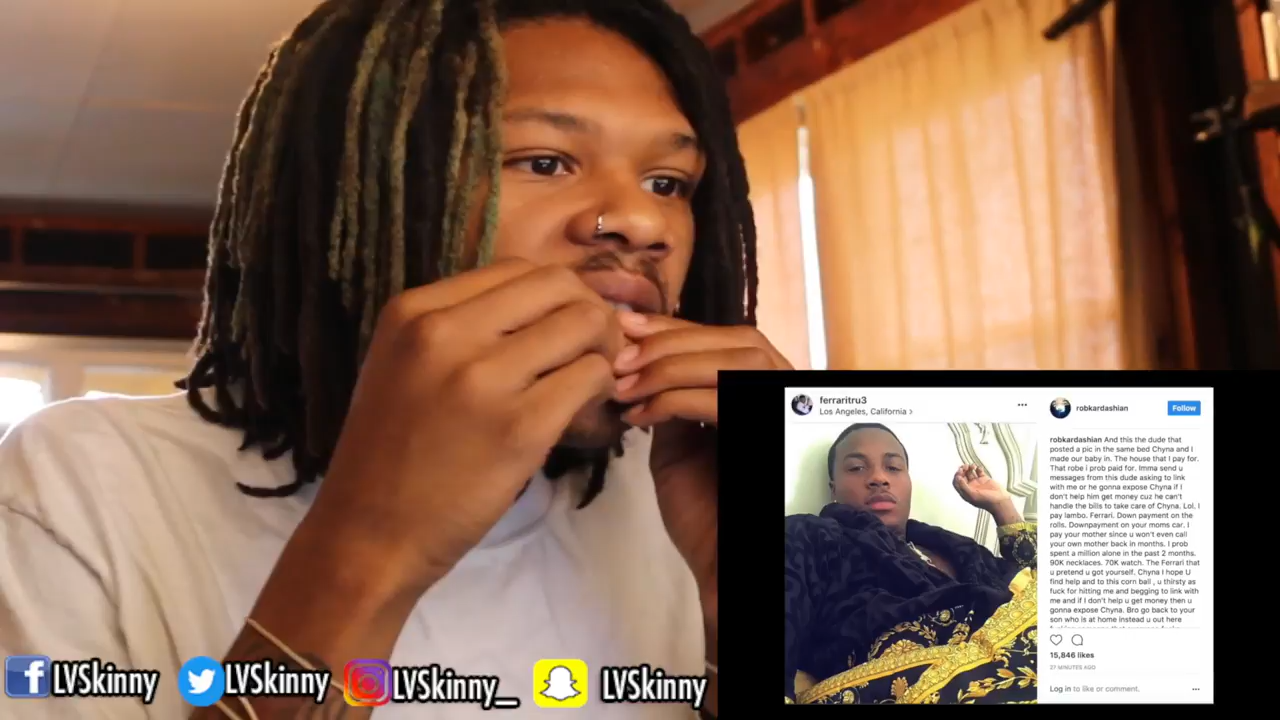 ferraritru3
Los Angeles, California >
robkardashian
Follow
robkardashian And this the dude that
posted a pic in the same bed Chyna and I
made our baby in. The house that I pay for.
That robe i prob paid for. Imma send u
messages from this dude asking to link
with me or he gonna expose Chyna if I
don't help him get money cuz he can't
handle the bills to take care of Chyna. Lol. I
pay lambo. Ferrari. Down payment on the
rolls. Downpayment on your moms car. I
pay your mother since u won't even call
your own mother back in months. I prob
spent a million alone in the past 2 months.
90K necklaces. 70K watch. The Ferrari that
u pretend u got yourself. Chyna I hope U
find help and to this corn ball , u thirsty as
fuck for hitting me and begging to link with
me and if I don't help u get money then u
gonna expose Chyna. Bro go back to your
son who is at home instead u out here
15,846 likes
27 MINUTES AGO
Log in to like or comment.
LVSkinny
LVSkinny
LVSkinny_
LVSkinny